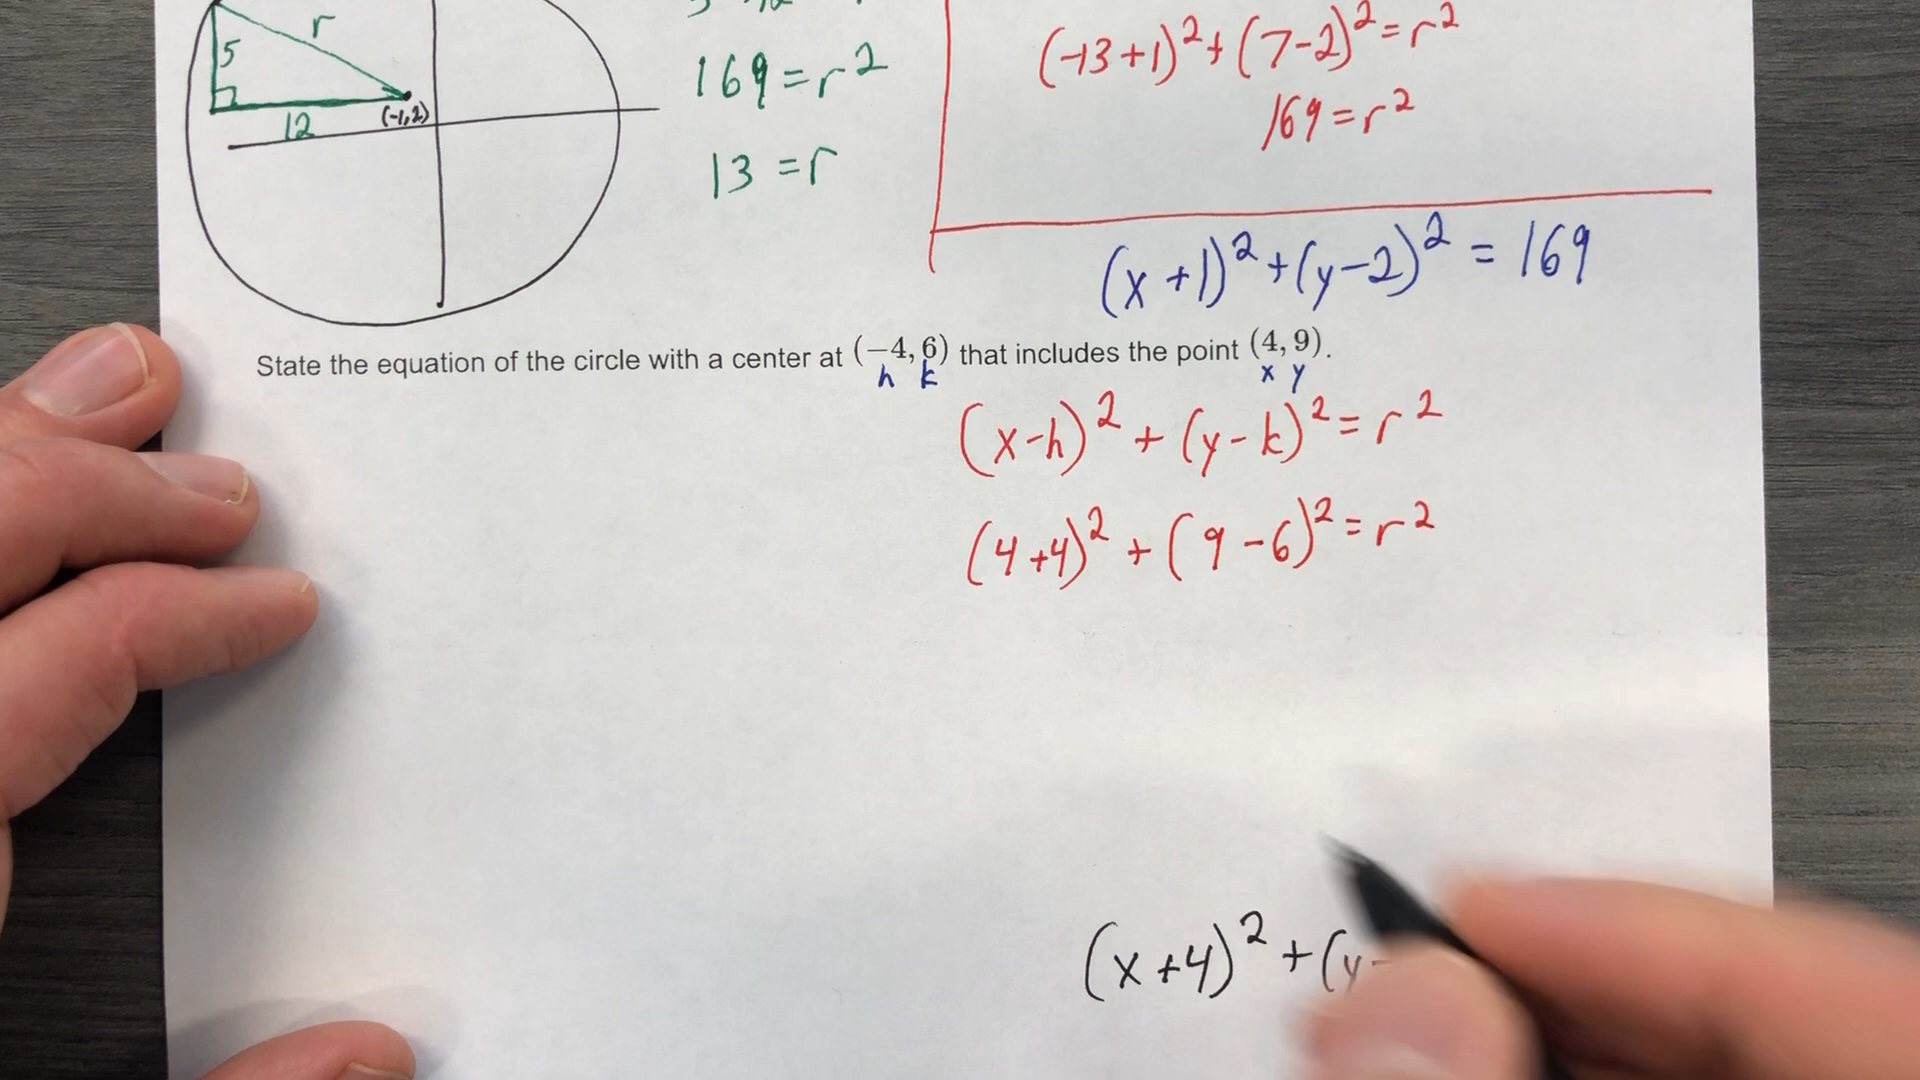 r
5
12
(-1,2)
169=r²
13=r
(-13+1)²+(7-2)²=r²
169=r²
(x+1)²+(y-2)²=169
State the equation of the circle with a center at (−4, 6) that includes the point (4, 9).
h k x y
(x-h)²+(y-k)²=r²
(4+4)²+(9-6)²=r²
(x+4)²+(y-